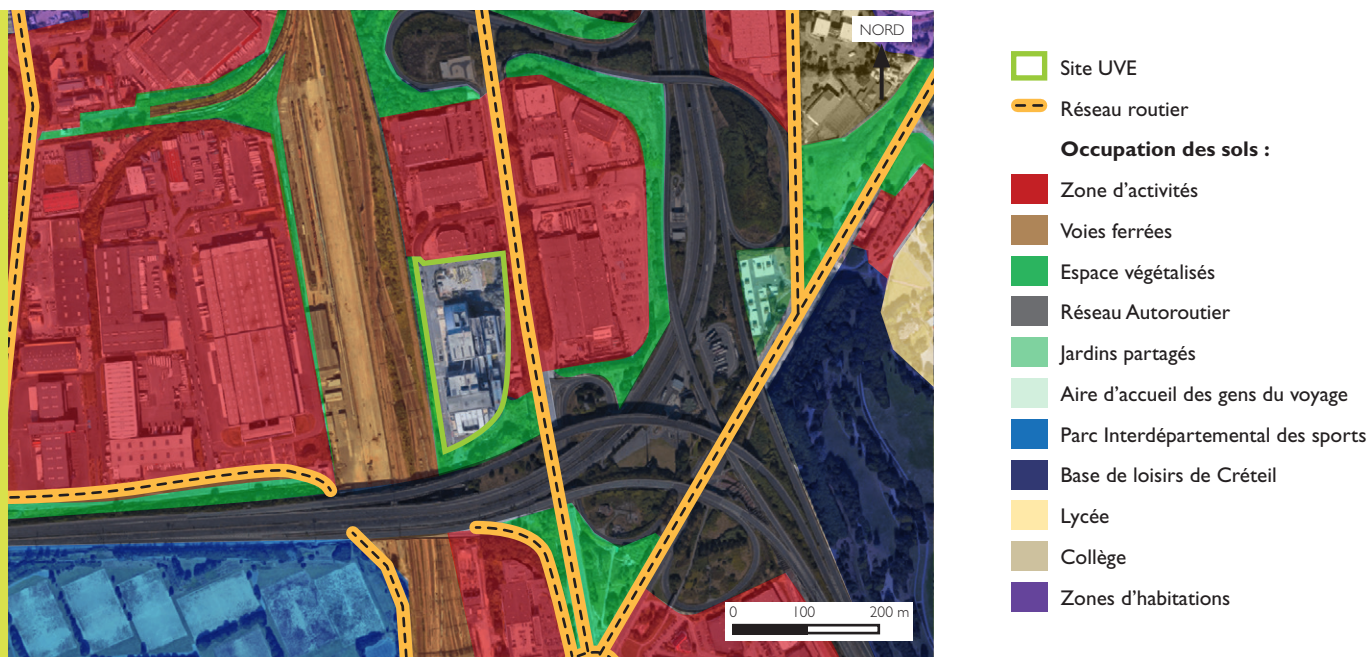 NORD
0 100 200 m
Site UVE
Réseau routier
Occupation des sols :
Zone d’activités
Voies ferrées
Espace végétalisés
Réseau Autoroutier
Jardins partagés
Aire d’accueil des gens du voyage
Parc Interdépartemental des sports
Base de loisirs de Créteil
Lycée
Collège
Zones d’habitations